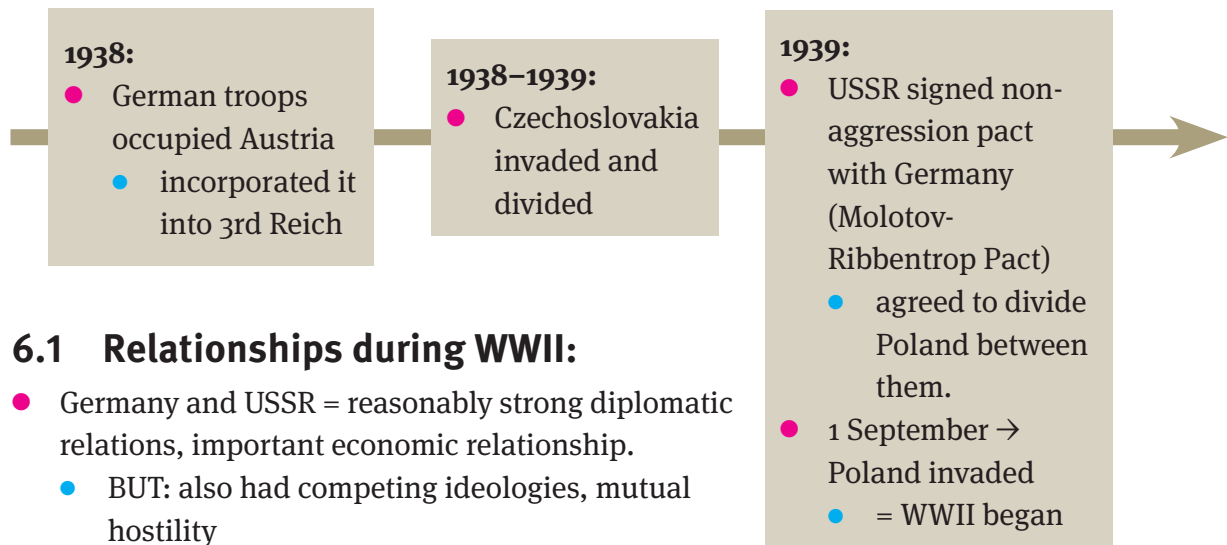 1938:
● German troops
occupied Austria
● incorporated it
into 3rd Reich
1938–1939:
● Czechoslovakia
invaded and
divided
1939:
● USSR signed non-
aggression pact
with Germany
(Molotov-
Ribbentrop Pact)
● agreed to divide
Poland between
them.
● 1 September →
Poland invaded
● = WWII began
6.1 Relationships during WWII:
● Germany and USSR = reasonably strong diplomatic
relations, important economic relationship.
● BUT: also had competing ideologies, mutual
hostility